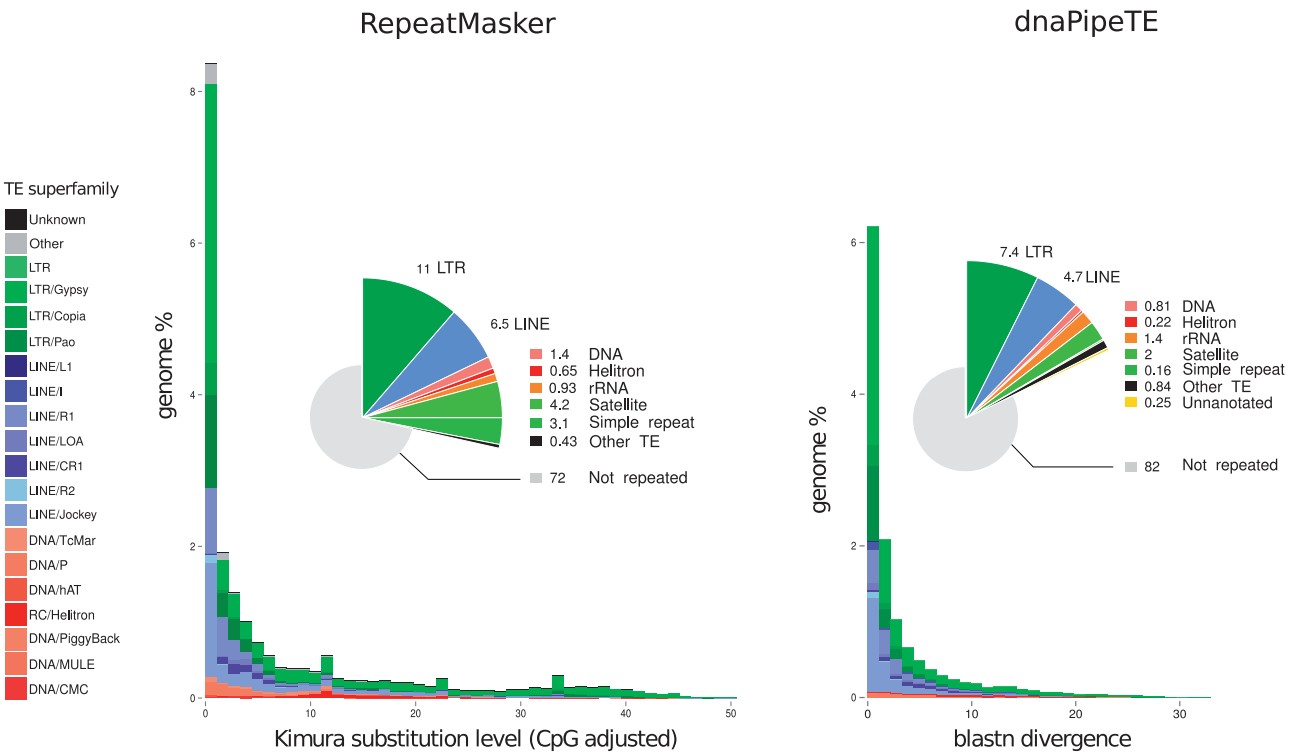 RepeatMasker
dnaPipeTE
TE superfamily
Unknown
Other
LTR
LTR/Gypsy
LTR/Copia
LTR/Pao
LINE/L1
LINE/I
LINE/R1
LINE/LOA
LINE/CR1
LINE/R2
LINE/Jockey
DNA/TcMar
DNA/P
DNA/hAT
RC/Helitron
DNA/PiggyBack
DNA/MULE
DNA/CMC
genome %
8
6
4
2
0
0
10
20
30
40
50
Kimura substitution level (CpG adjusted)
11 LTR
6.5 LINE
1.4 DNA
0.65 Helitron
0.93 rRNA
4.2 Satellite
3.1 Simple repeat
0.43 Other TE
72 Not repeated
genome %
6
4
2
0
0
10
20
30
blastn divergence
7.4 LTR
4.7 LINE
0.81 DNA
0.22 Helitron
1.4 rRNA
2 Satellite
0.16 Simple repeat
0.84 Other TE
0.25 Unnanotated
82 Not repeated